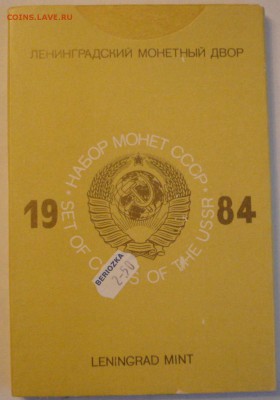 COINS.LAVE.RU
ЛЕНИНГРАДСКИЙ МОНЕТНЫЙ ДВОР
• НАБОР МОНЕТ СССР •
19 84
SET OF C S OF THE USSR
BERIOZKA
2-50
LENINGRAD MINT